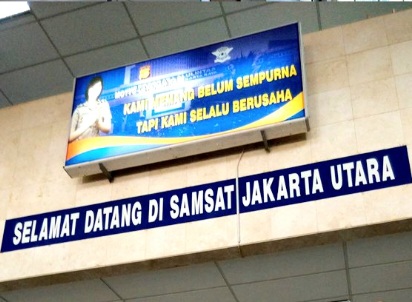 KAMI MEMANG BELUM SEMPURNA
TAPI KAMI SELALU BERUSAHA
SELAMAT DATANG DI SAMSAT JAKARTA UTARA